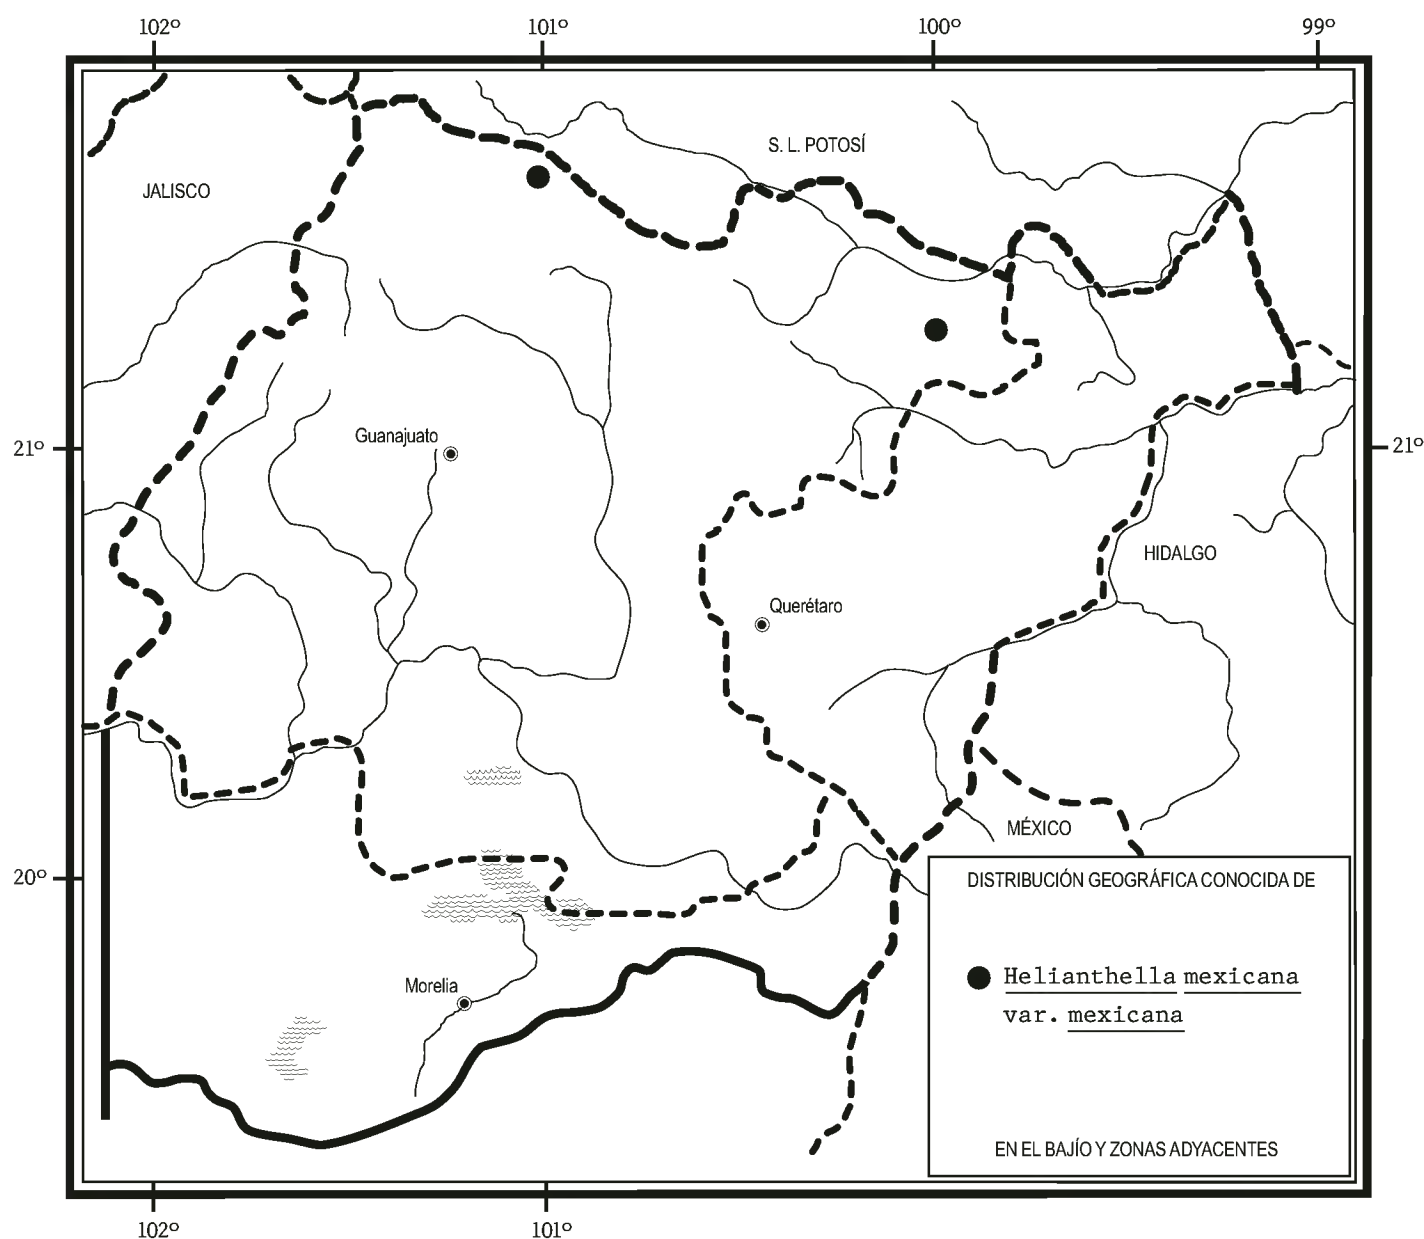 102º 101º 100º 99º
S. L. POTOSÍ
JALISCO
Guanajuato
21º 21º
HIDALGO
Querétaro
MÉXICO
20º
DISTRIBUCIÓN GEOGRÁFICA CONOCIDA DE
Helianthella mexicana
Morelia
var. mexicana
EN EL BAJÍO Y ZONAS ADYACENTES
102º 101º